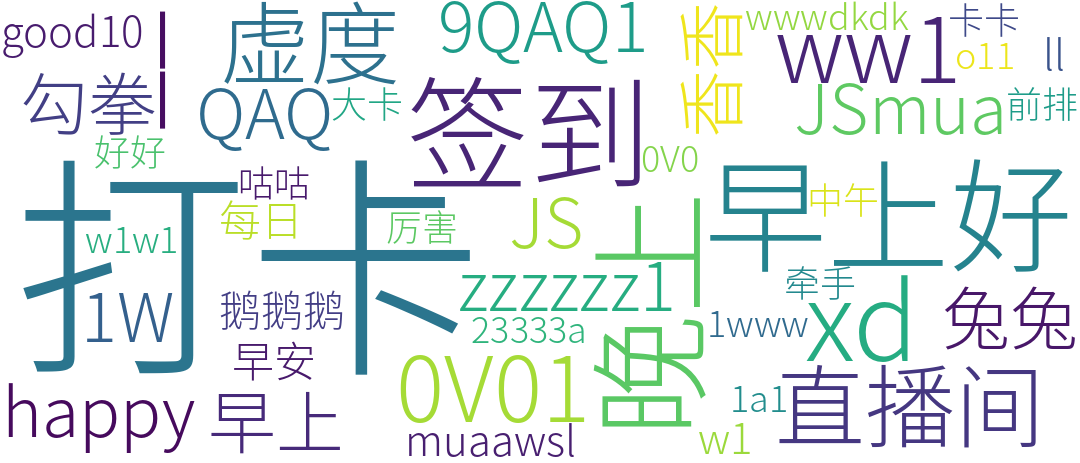 good10
勾拳
虚度
9QAQ1
香香
wwwdkdk
ww1
卡卡
o11
ll
QAQ
大卡
签到
JSmua
前排
好好
0V0
打卡
咕咕
每日
厉害
w1w1
JS
晚上
早上好
中午
1W
鹅鹅鹅
zzzzzz1
23333a
牵手
1www
xd
兔兔
早安
0V01
happy
早上
muaawsl
w1
1a1
直播间